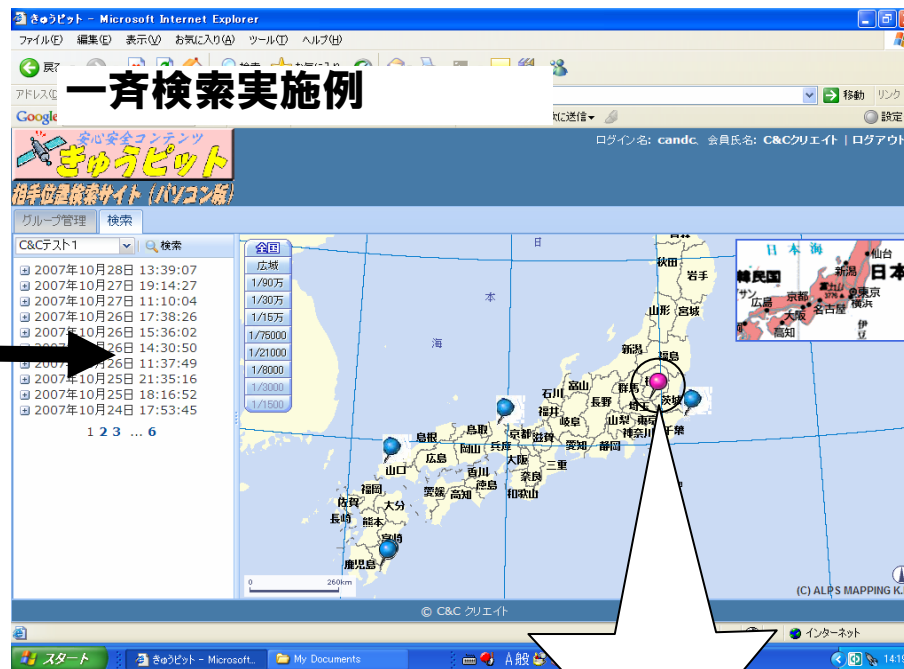 きゅうピット - Microsoft Internet Explorer
ファイル(F) 編集(E) 表示(V) お気に入り(A) ツール(T) ヘルプ(H)
一斉検索実施例
移動 リンク
Google
に送信 設定
安心安全コンテンツ
きゅうピット
相手位置検索サイト (パソコン版)
ログイン名: candc, 会員氏名: C&Cクリエイト | ログアウト
グループ管理 検索
C&Cテスト1 検索
2007年10月28日 13:39:07
2007年10月27日 19:14:27
2007年10月27日 11:10:04
2007年10月26日 17:38:26
2007年10月26日 15:36:02
26日 14:30:50
26日 11:37:49
2007年10月25日 21:35:16
2007年10月25日 18:16:52
2007年10月24日 17:53:45
1 2 3 ... 6
全国
広域
1/90万
1/30万
1/15万
1/75000
1/21000
1/8000
1/3000
1/1500
日
本
海
秋田
岩手
山形 宮城
新潟 福島
石川 富山 群馬
長野 埼玉 茨城
福井 岐阜 山梨 東京
神奈川 千葉
島根 鳥取 京都 滋賀
岡山 兵庫 愛知 静岡
広島 大阪 三重
山口 香川 奈良
愛媛 高知 徳島 和歌山
福岡
佐賀 大分
長崎 熊本
宮崎
鹿児島
日本海
仙台
新潟 日本
韓民国
富士山
3776
東京
横浜
京都
名古屋
大阪
広島
高知
伊
豆
0 260km
(C) ALPS MAPPING K.
© C&C クリエイト
インターネット
スタート きゅうピット - Microsoft... My Documents A般 14:19